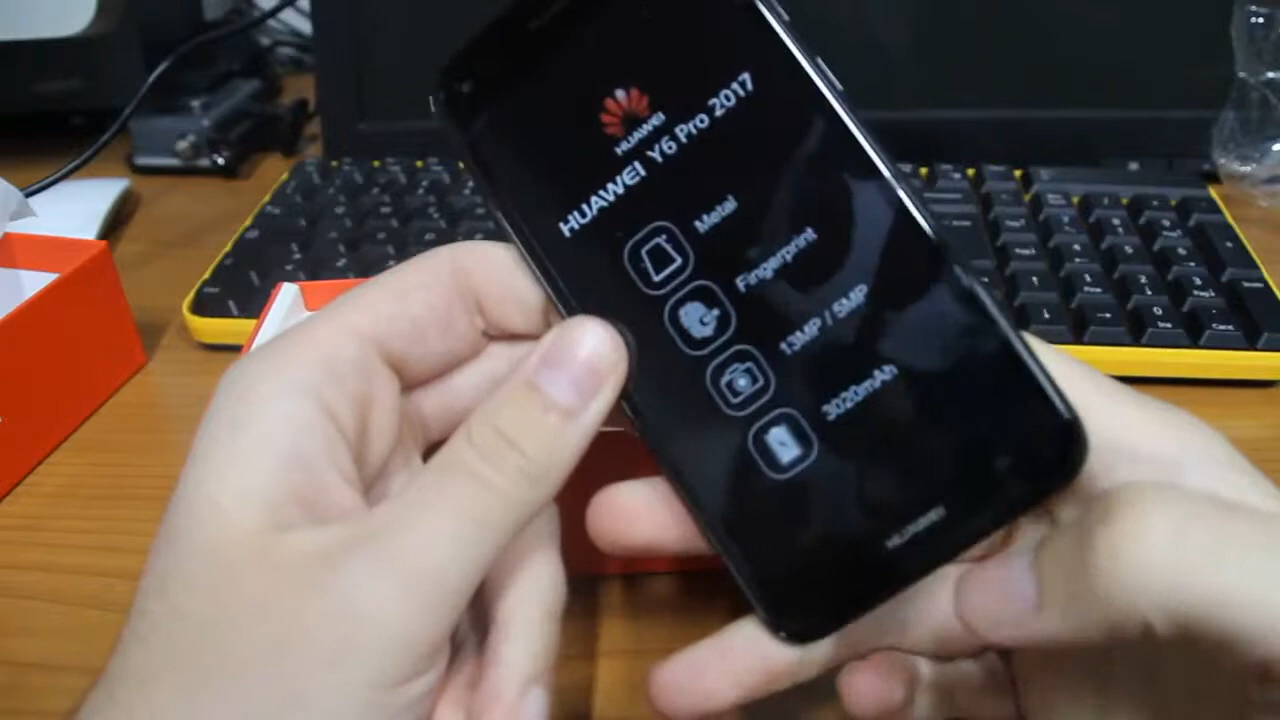 HUAWEI
HUAWEI Y6 Pro 2017
Metal
Fingerprint
13MP / 5MP
3020mAh
HUAWEI